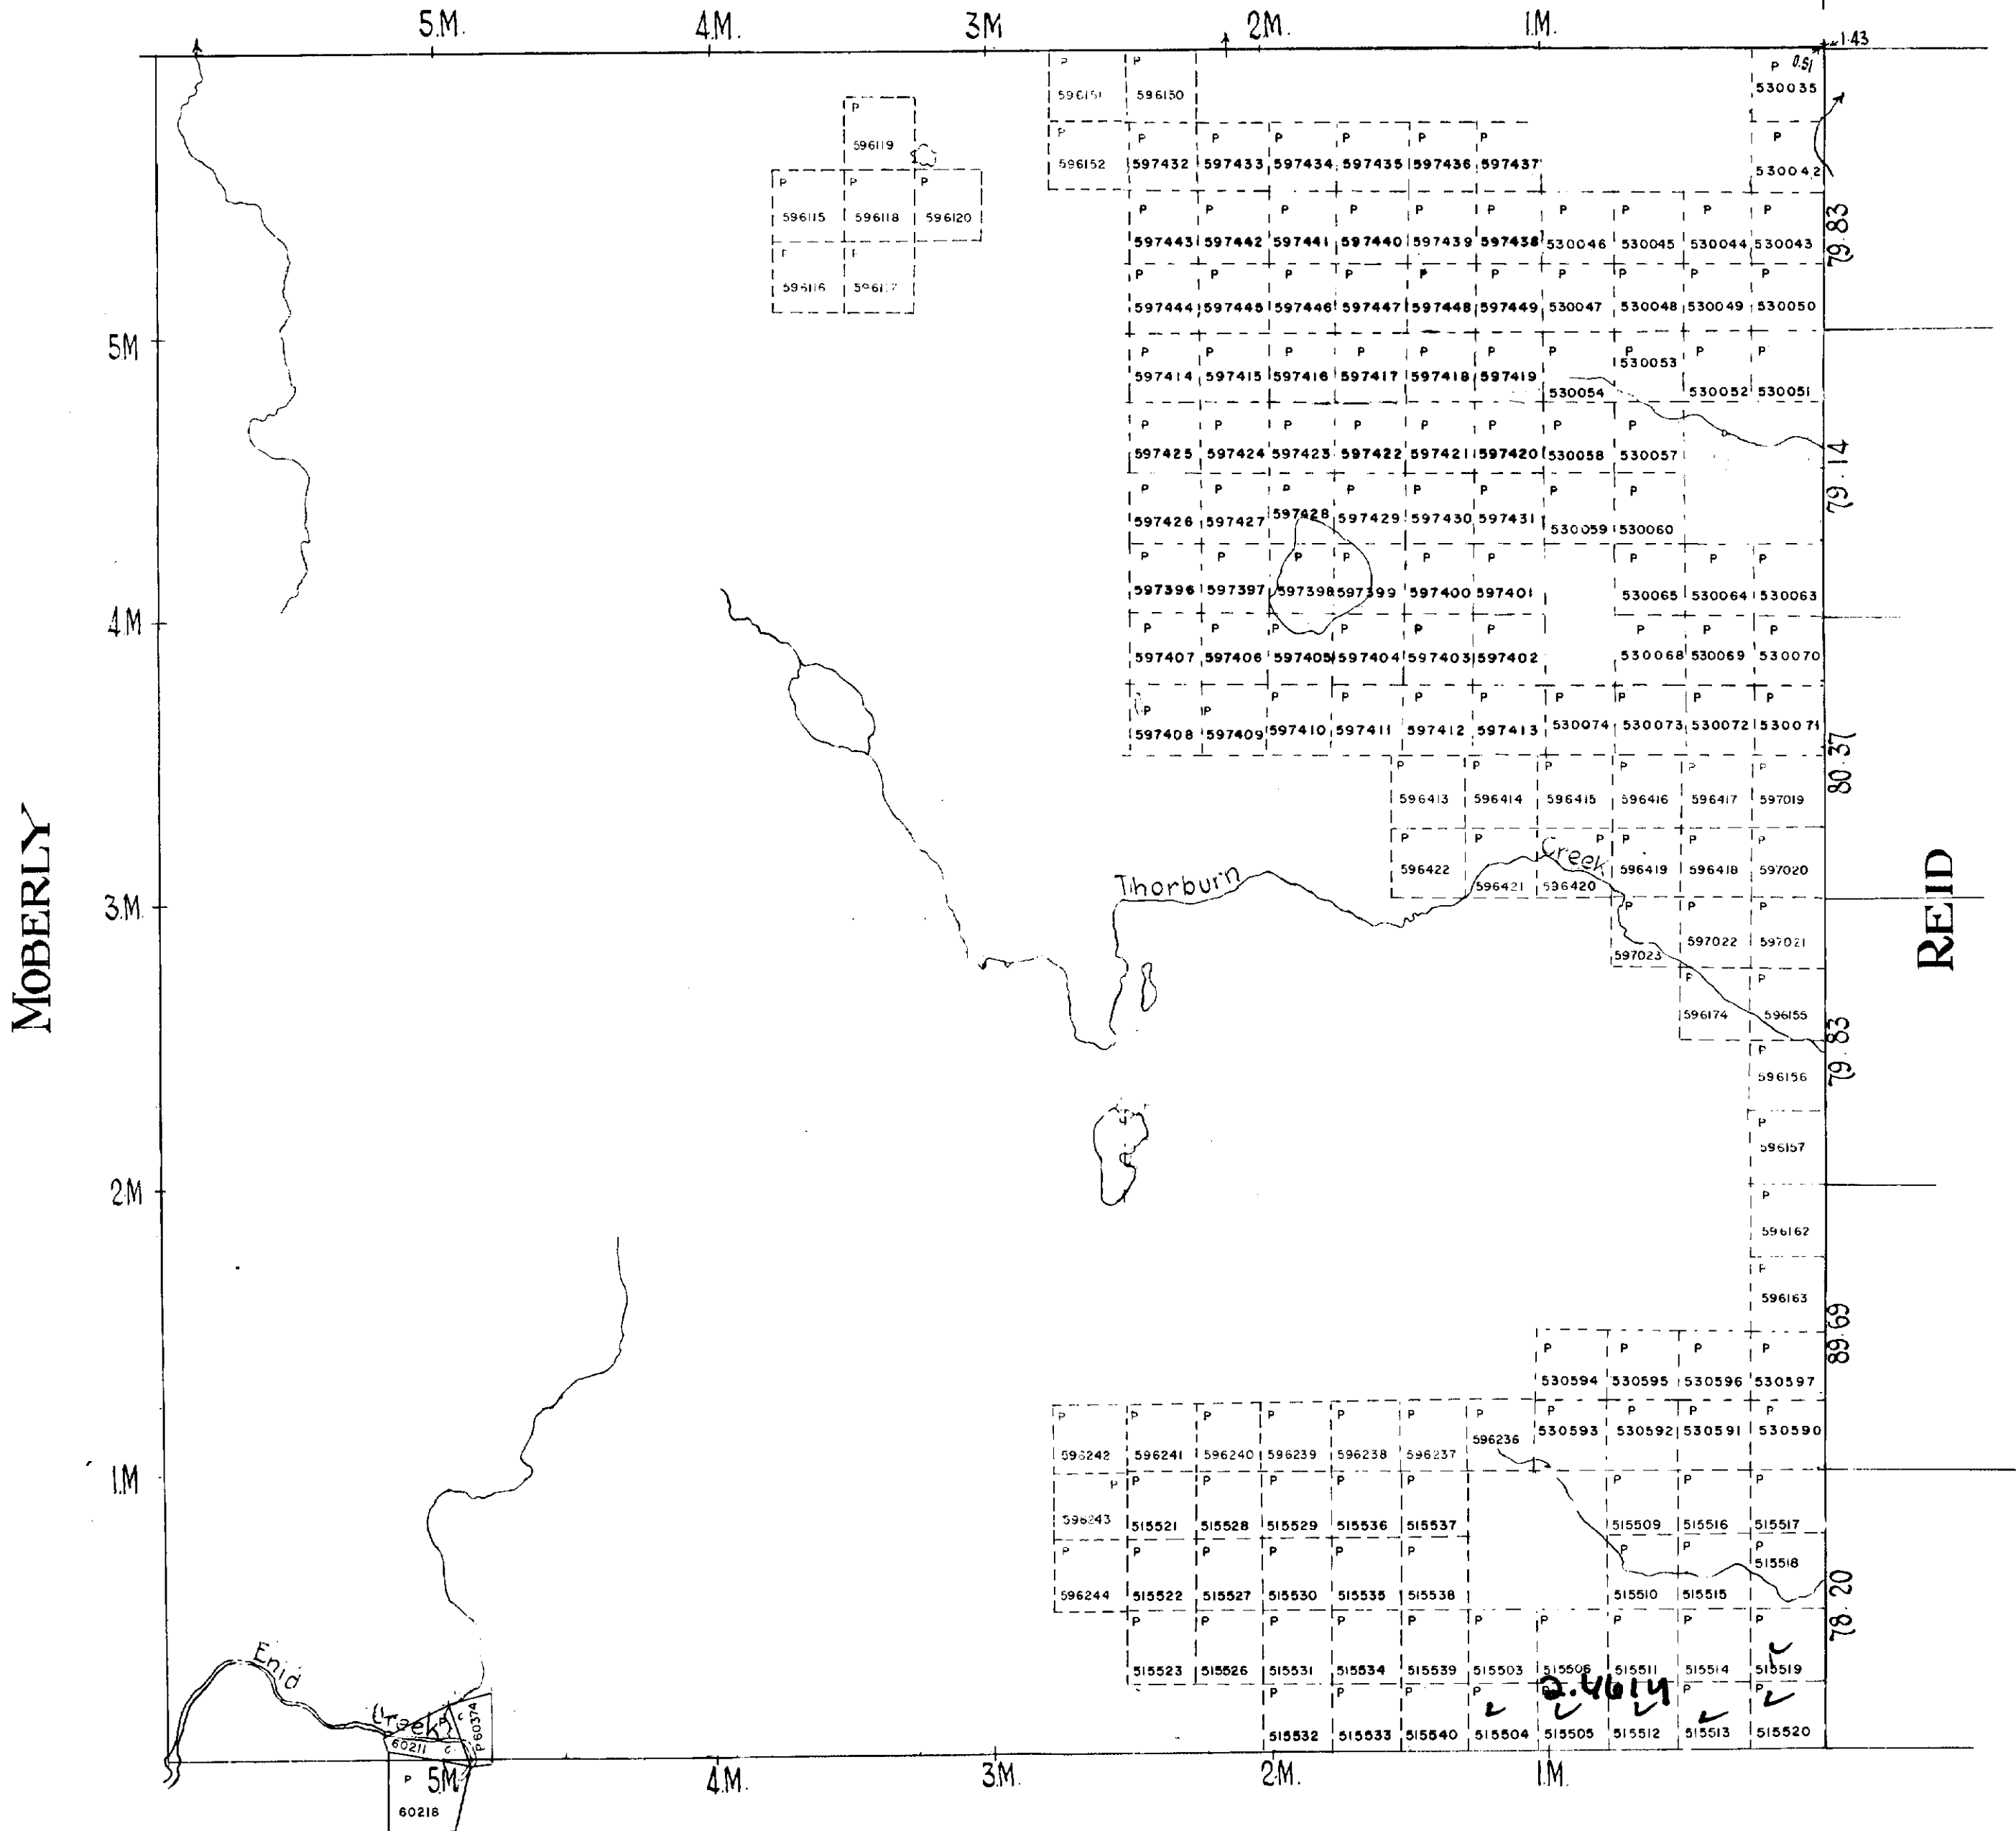 5.M. 4.M. 3M 2M. 1M.
1.43
P P P 0.51
596151 596150 530035
P
596119
P P P P P P P P
596152 597432 597433 597434 597435 597436 597437 530042
P P P
596115 596118 596120
P P P P P P P P P P
597443 597442 597441 597440 597439 597438 530046 530045 530044 530043
79.83
P P
596116
P P P P P P P P P P
597444 597445 597446 597447 597448 597449 530047 530048 530049 530050
5M
P P P P P P P P P P
597414 597415 597416 597417 597418 597419 530054 530053 530052 530051
P P P P P P P P
597425 597424 597423 597422 597421 597420 530058 530057
79.14
P P P P P P P P
597426 597427 597428 597429 597430 597431 530059 530060
P P P P P P P P P
597396 597397 597398 597399 597400 597401 530065 530064 530063
4.M
P P P P P P P P P
597407 597406 597405 597404 597403 597402 530068 530069 530070
P P P P P P P P P P
597408 597409 597410 597411 597412 597413 530074 530073 530072 530071
80.37
P P P P P P
596413 596414 596415 596416 596417 597019
MOBERLY
REID
P P P P P P
596422 596421 596420 596419 596418 597020
Thorburn Creek
3.M.
P P P
597023 597022 597021
P P
596174 596155
79.83
P
596156
P
596157
2M
P
596162
P
596163
89.69
P P P P
530594 530595 530596 530597
P P P P P P P P P P P
596242 596241 596240 596239 596238 596237 596236 530593 530592 530591 530590
1M
P P P P P P P P P
596243 515521 515528 515529 515536 515537 515509 515516 515517
P P P P P P P P P
596244 515522 515527 515530 515535 515538 515510 515515 515518
78.20
P P P P P P P P P P
515523 515526 515531 515534 515539 515503 515506 515511 515514 515519
2.4614
P P P P P P P
515532 515533 515540 515504 515505 515512 515513 515520
Enid Creek
60211 C. P C
P60374
P
60218
5.M. 4.M. 3.M. 2.M. 1.M.